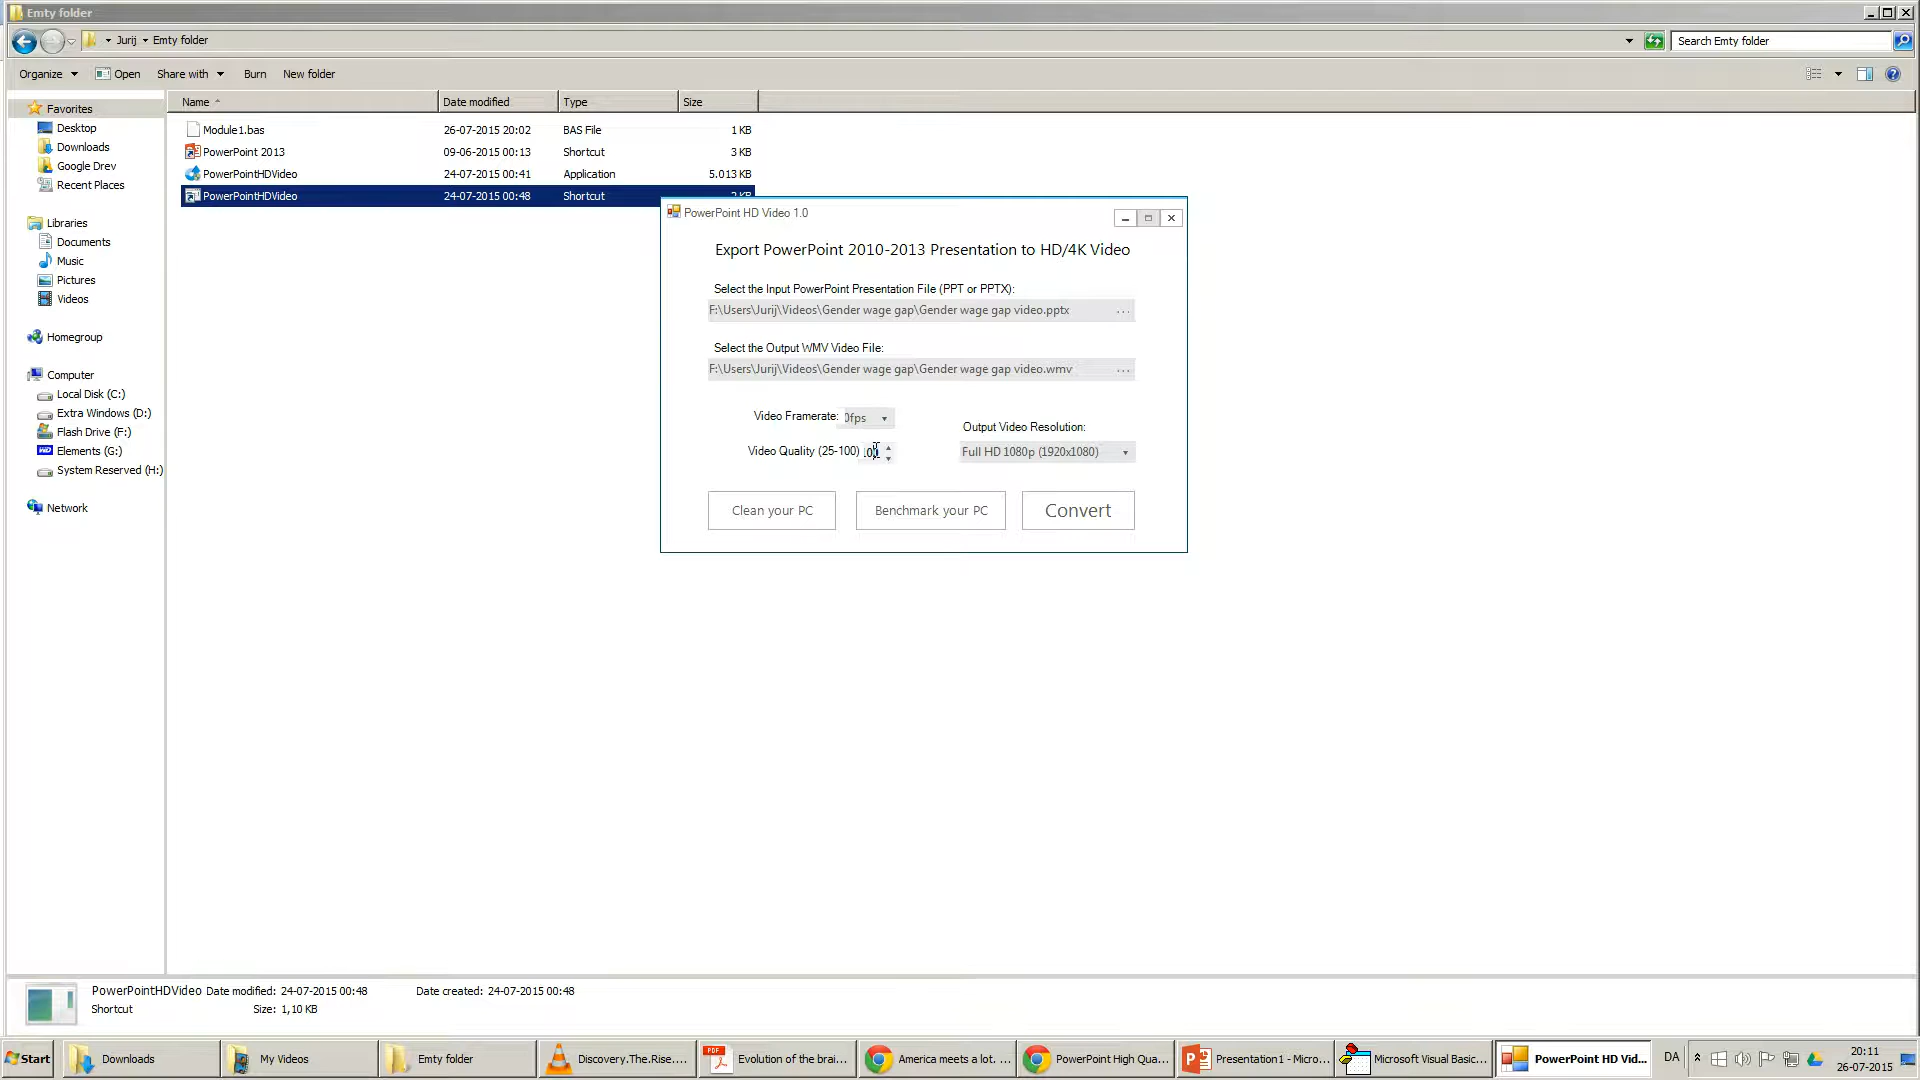 Emty folder
Jurij Emty folder
Search Emty folder
Organize Open Share with Burn New folder
Name Date modified Type Size
Favorites
Desktop
Downloads
Google Drev
Recent Places
Libraries
Documents
Music
Pictures
Videos
Homegroup
Computer
Local Disk (C:)
Extra Windows (D:)
Flash Drive (F:)
Elements (G:)
System Reserved (H:)
Network
Module1.bas 26-07-2015 20:02 BAS File 1 KB
PowerPoint 2013 09-06-2015 00:13 Shortcut 3 KB
PowerPointHDVideo 24-07-2015 00:41 Application 5.013 KB
PowerPointHDVideo 24-07-2015 00:48 Shortcut 2 KB
PowerPoint HD Video 1.0
Export PowerPoint 2010-2013 Presentation to HD/4K Video
Select the Input PowerPoint Presentation File (PPT or PPTX):
F:\Users\Jurij\Videos\Gender wage gap\Gender wage gap video.pptx ...
Select the Output WMV Video File:
F:\Users\Jurij\Videos\Gender wage gap\Gender wage gap video.wmv ...
Video Framerate: 0fps
Output Video Resolution:
Video Quality (25-100)
Full HD 1080p (1920x1080)
Clean your PC Benchmark your PC Convert
PowerPointHDVideo Date modified: 24-07-2015 00:48 Date created: 24-07-2015 00:48
Shortcut Size: 1,10 KB
Start Downloads My Videos Emty folder Discovery.The.Rise.... PDF Evolution of the brai... America meets a lot. ... PowerPoint High Qua... Presentation1 - Micro... Microsoft Visual Basic... PowerPoint HD Vid... DA
20:11
26-07-2015